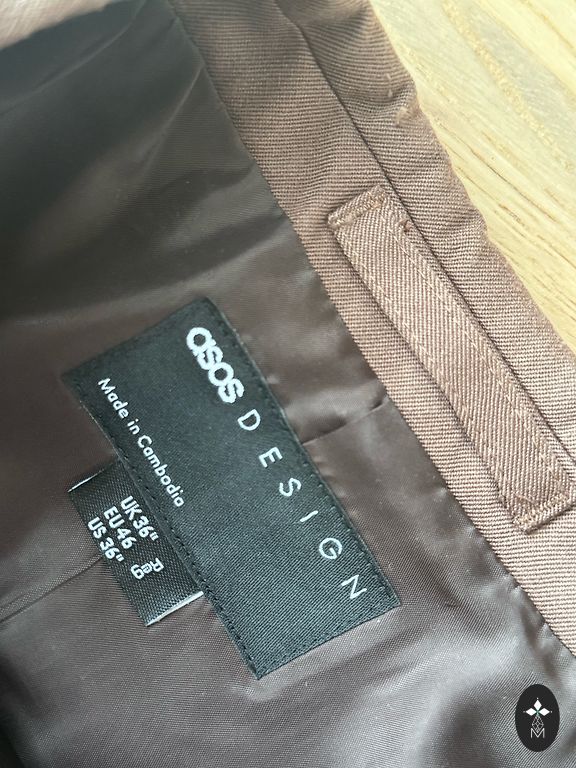 asos DESIGN
Made in Cambodia
UK 36" Reg
EU 46
US 36"
M